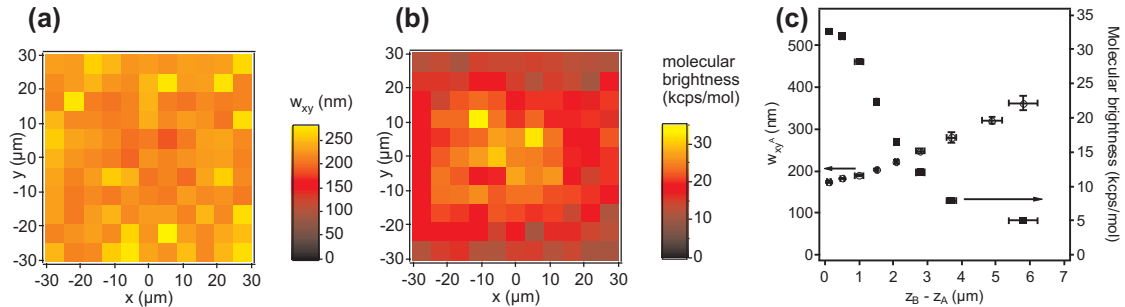 (a)
30
20
10
0
-10
-20
-30
y (µm)
-30 -20 -10 0 10 20 30
x (µm)
w_xy (nm)
250
200
150
100
50
0
(b)
30
20
10
0
-10
-20
-30
y (µm)
-30 -20 -10 0 10 20 30
x (µm)
molecular
brightness
(kcps/mol)
30
20
10
0
(c)
500
400
300
200
100
0
w_xy^A (nm)
0 1 2 3 4 5 6 7
z_B - z_A (µm)
35
30
25
20
15
10
5
0
Molecular brightness (kcps/mol)